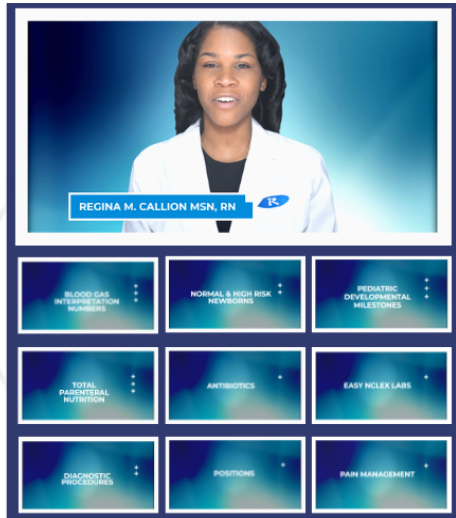 REGINA M. CALLION MSN, RN
R
BLOOD GAS
INTERPRETATION
NUMBERS
NORMAL & HIGH RISK
NEWBORNS
PEDIATRIC
DEVELOPMENTAL
MILESTONES
TOTAL
PARENTERAL
NUTRITION
ANTIBIOTICS
EASY NCLEX LABS
DIAGNOSTIC
PROCEDURES
POSITIONS
PAIN MANAGEMENT